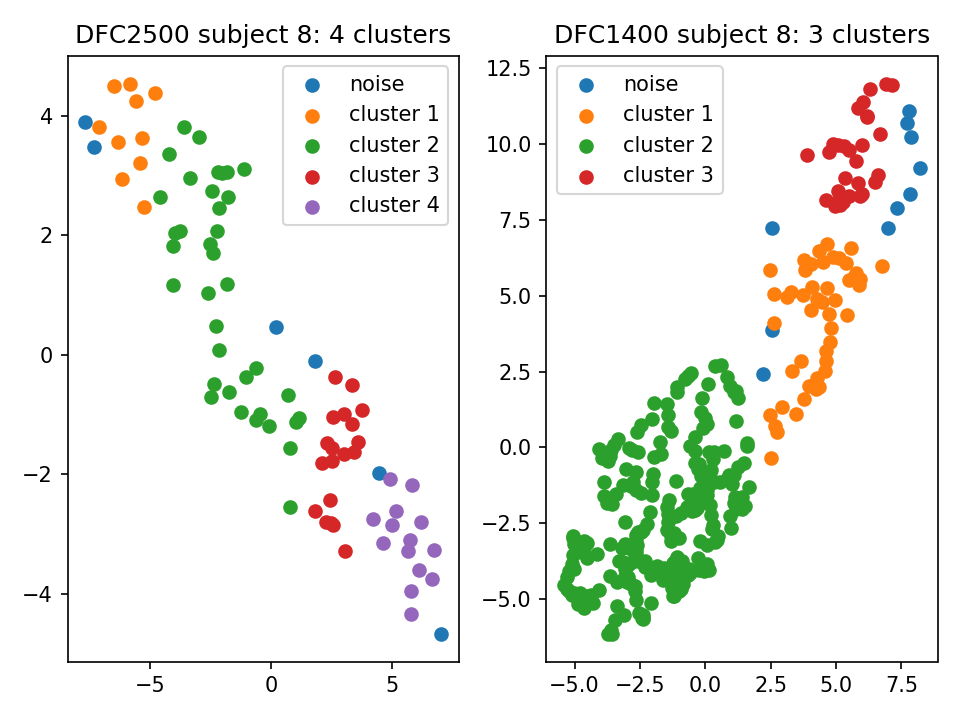 DFC2500 subject 8: 4 clusters
noise
cluster 1
cluster 2
cluster 3
cluster 4
4
2
0
−2
−4
−5
0
5
DFC1400 subject 8: 3 clusters
noise
cluster 1
cluster 2
cluster 3
12.5
10.0
7.5
5.0
2.5
0.0
−2.5
−5.0
−5.0
−2.5
0.0
2.5
5.0
7.5